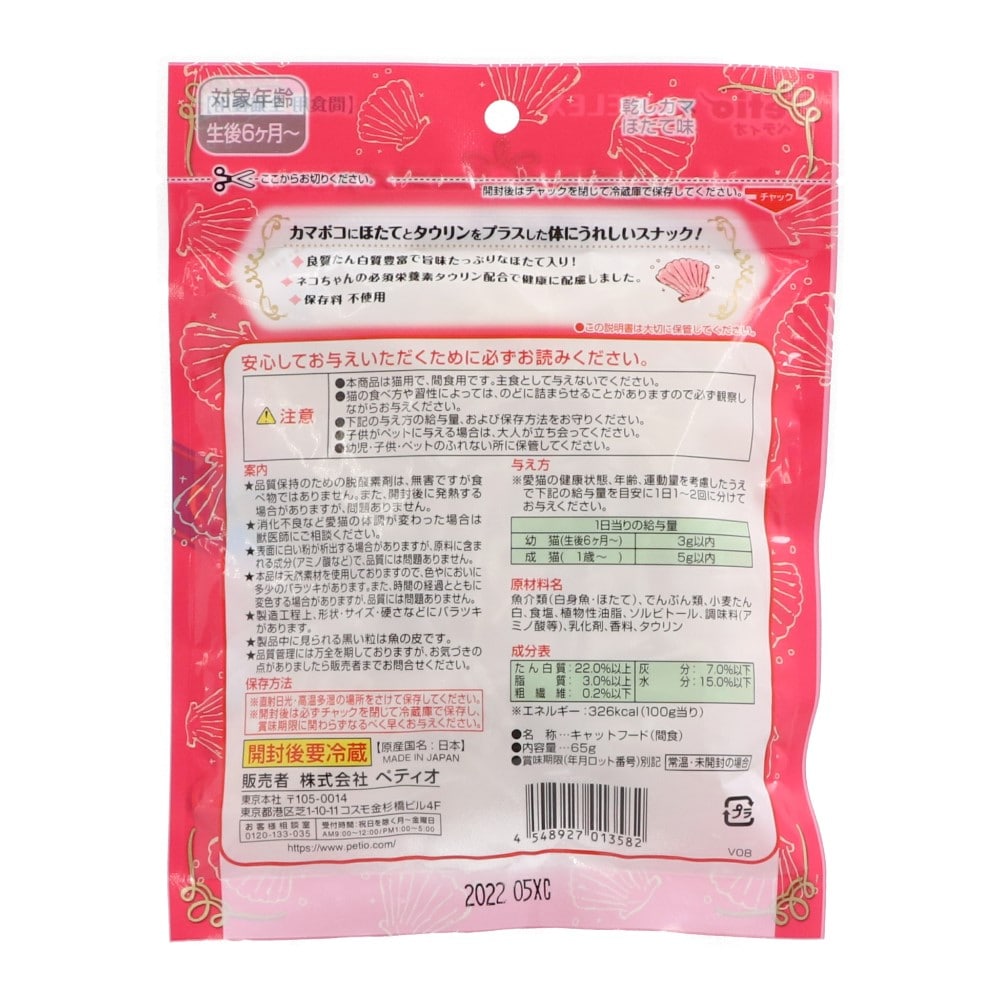 対象年齢
生後6ヶ月~
乾しガマ
ほたて味
ここからお切りください。
開封後はチャックを閉じて冷蔵庫で保存してください。
チャック
カマボコにほたてとタウリンをプラスした体にうれしいスナック!
良質たん白質豊富で旨味たっぷりなほたて入り!
ネコちゃんの必須栄養素タウリン配合で健康に配慮しました。
保存料 不使用
●この説明書は大切に保管してください。
安心してお与えいただくために必ずお読みください。
注意
●本商品は猫用で、間食用です。主食として与えないでください。
●猫の食べ方や習性によっては、のどに詰まらせることがありますので必ず観察し
ながらお与えください。
●下記の与え方の給与量、および保存方法をお守りください。
●子供がペットに与える場合は、大人が立ち会ってください。
●幼児・子供・ペットのふれない所に保管してください。
案内
★品質保持のための脱酸素剤は、無害ですが食
べ物ではありません。また、開封後に発熱する
場合がありますが、問題ありません。
★消化不良など愛猫の体調が変わった場合は
獣医師にご相談ください。
★表面に白い粉が析出する場合がありますが、原料に含ま
れる成分(アミノ酸など)で、品質には問題ありません。
★本品は天然素材を使用しておりますので、色やにおいに
多少のバラツキがあります。また、時間の経過とともに
変色する場合がありますが、品質には問題ありません。
★製造工程上、形状・サイズ・硬さなどにバラツキ
があります。
★製品中に見られる黒い粒は魚の皮です。
★品質管理には万全を期しておりますが、お気づきの
点がありましたら販売者までお問合せください。
保存方法
※直射日光・高温多湿の場所をさけて保存してください。
※開封後は必ずチャックを閉じて冷蔵庫で保存し、
賞味期限に関わらずなるべく早くお与えください。
開封後要冷蔵
【原産国名:日本】
MADE IN JAPAN
販売者 株式会社 ペティオ
東京本社 〒105-0014
東京都港区芝1-10-11コスモ金杉橋ビル4F
お客様相談室
0120-133-035
受付時間:祝日を除く月~金曜日
AM9:00~12:00/PM1:00~5:00
https://www.petio.com/
与え方
※愛猫の健康状態、年齢、運動量を考慮したうえ
で下記の給与量を目安に1日1~2回に分けて
お与えください。
1日当りの給与量
幼 猫(生後6ヶ月~) 3g以内
成 猫( 1歳~ ) 5g以内
原材料名
魚介類(白身魚・ほたて)、でんぷん類、小麦たん
白、食塩、植物性油脂、ソルビトール、調味料(ア
ミノ酸等)、乳化剤、香料、タウリン
成分表
たん白質:22.0%以上 灰 分: 7.0%以下
脂 質: 3.0%以上 水 分:15.0%以下
粗 繊 維: 0.2%以下
※エネルギー:326kcal(100g当り)
●名 称…キャットフード(間食)
●内容量…65g
●賞味期限(年月ロット番号)別記 常温・未開封の場合
4 548927 013582
プラ
V08
2022 05XC